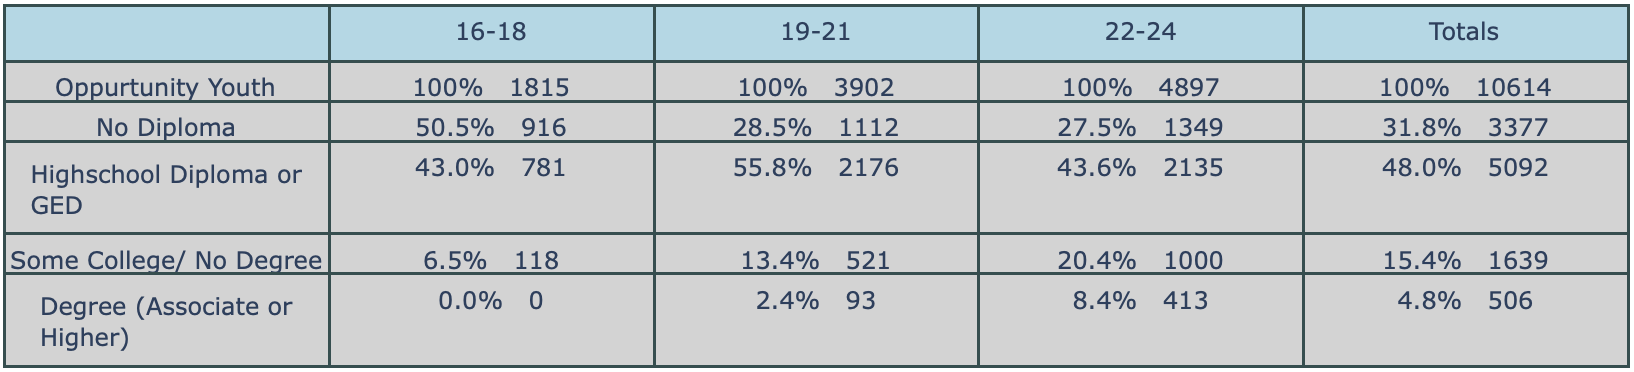 16-18 19-21 22-24 Totals
Oppurtunity Youth 100% 1815 100% 3902 100% 4897 100% 10614
No Diploma 50.5% 916 28.5% 1112 27.5% 1349 31.8% 3377
Highschool Diploma or 43.0% 781 55.8% 2176 43.6% 2135 48.0% 5092
GED
Some College/ No Degree 6.5% 118 13.4% 521 20.4% 1000 15.4% 1639
Degree (Associate or 0.0% 0 2.4% 93 8.4% 413 4.8% 506
Higher)